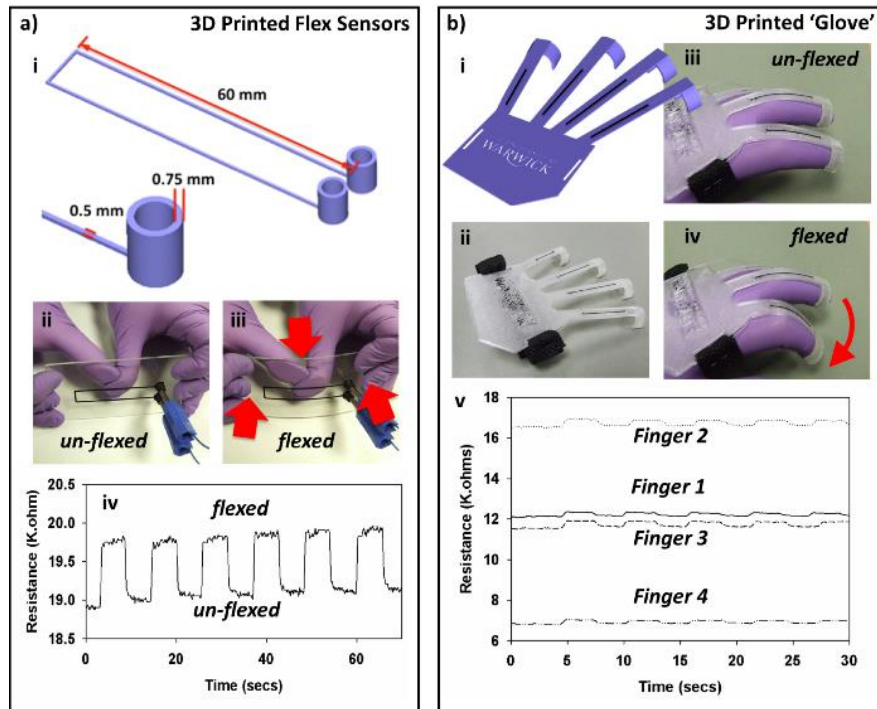 a)
3D Printed Flex Sensors
i
60 mm
0.75 mm
0.5 mm
ii
un-flexed
iii
flexed
iv
flexed
un-flexed
Resistance (K.ohm)
20.5
20.0
19.5
19.0
18.5
0 20 40 60
Time (secs)
b)
3D Printed ‘Glove’
i
WARWICK
ii
iii
un-flexed
iv
flexed
v
Finger 2
Finger 1
Finger 3
Finger 4
Resistance (K.ohms)
18
16
14
12
10
8
6
0 5 10 15 20 25 30
Time (secs)